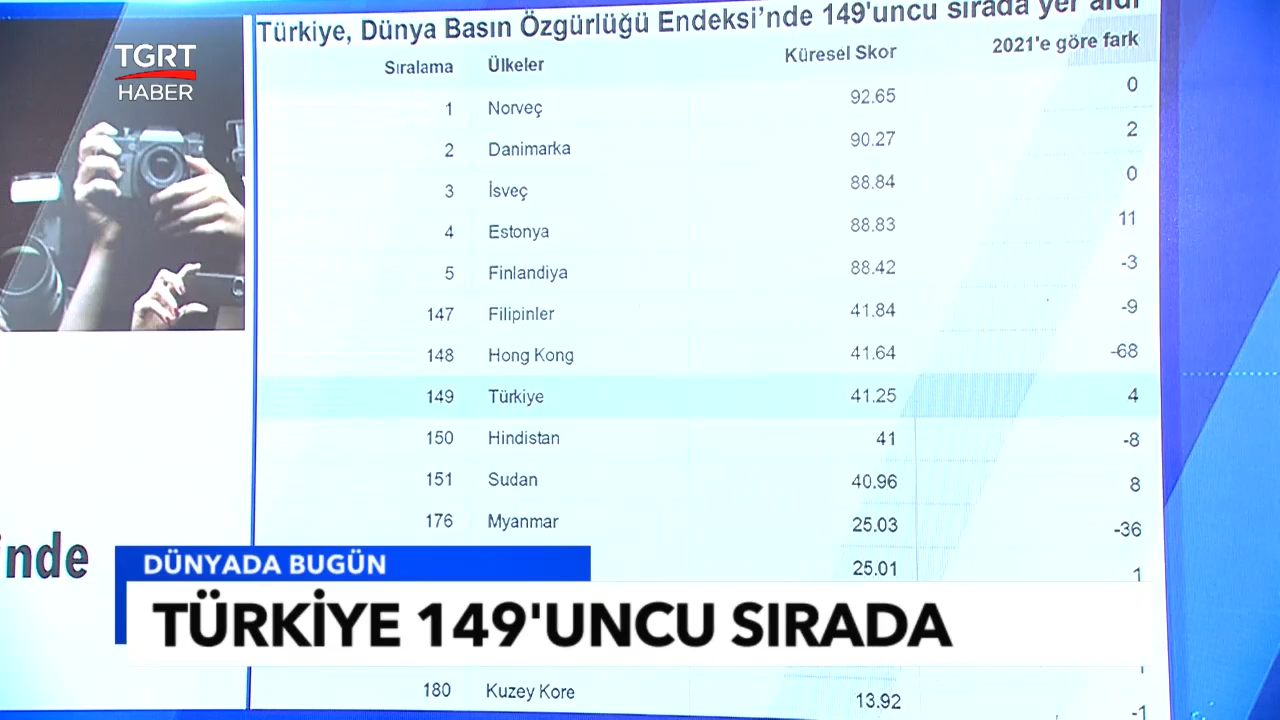 Türkiye, Dünya Basın Özgürlüğü Endeksi'nde 149'uncu sırada yer aldı
TGRT
HABER
Sıralama Ülkeler Küresel Skor 2021'e göre fark
1 Norveç 92.65 0
2 Danimarka 90.27 2
3 İsveç 88.84 0
4 Estonya 88.83 11
5 Finlandiya 88.42 -3
147 Filipinler 41.84 -9
148 Hong Kong 41.64 -68
149 Türkiye 41.25 4
150 Hindistan 41 -8
151 Sudan 40.96 8
176 Myanmar 25.03 -36
25.01 1
inde
DÜNYADA BUGÜN
TÜRKİYE 149'UNCU SIRADA
180 Kuzey Kore 13.92 -1